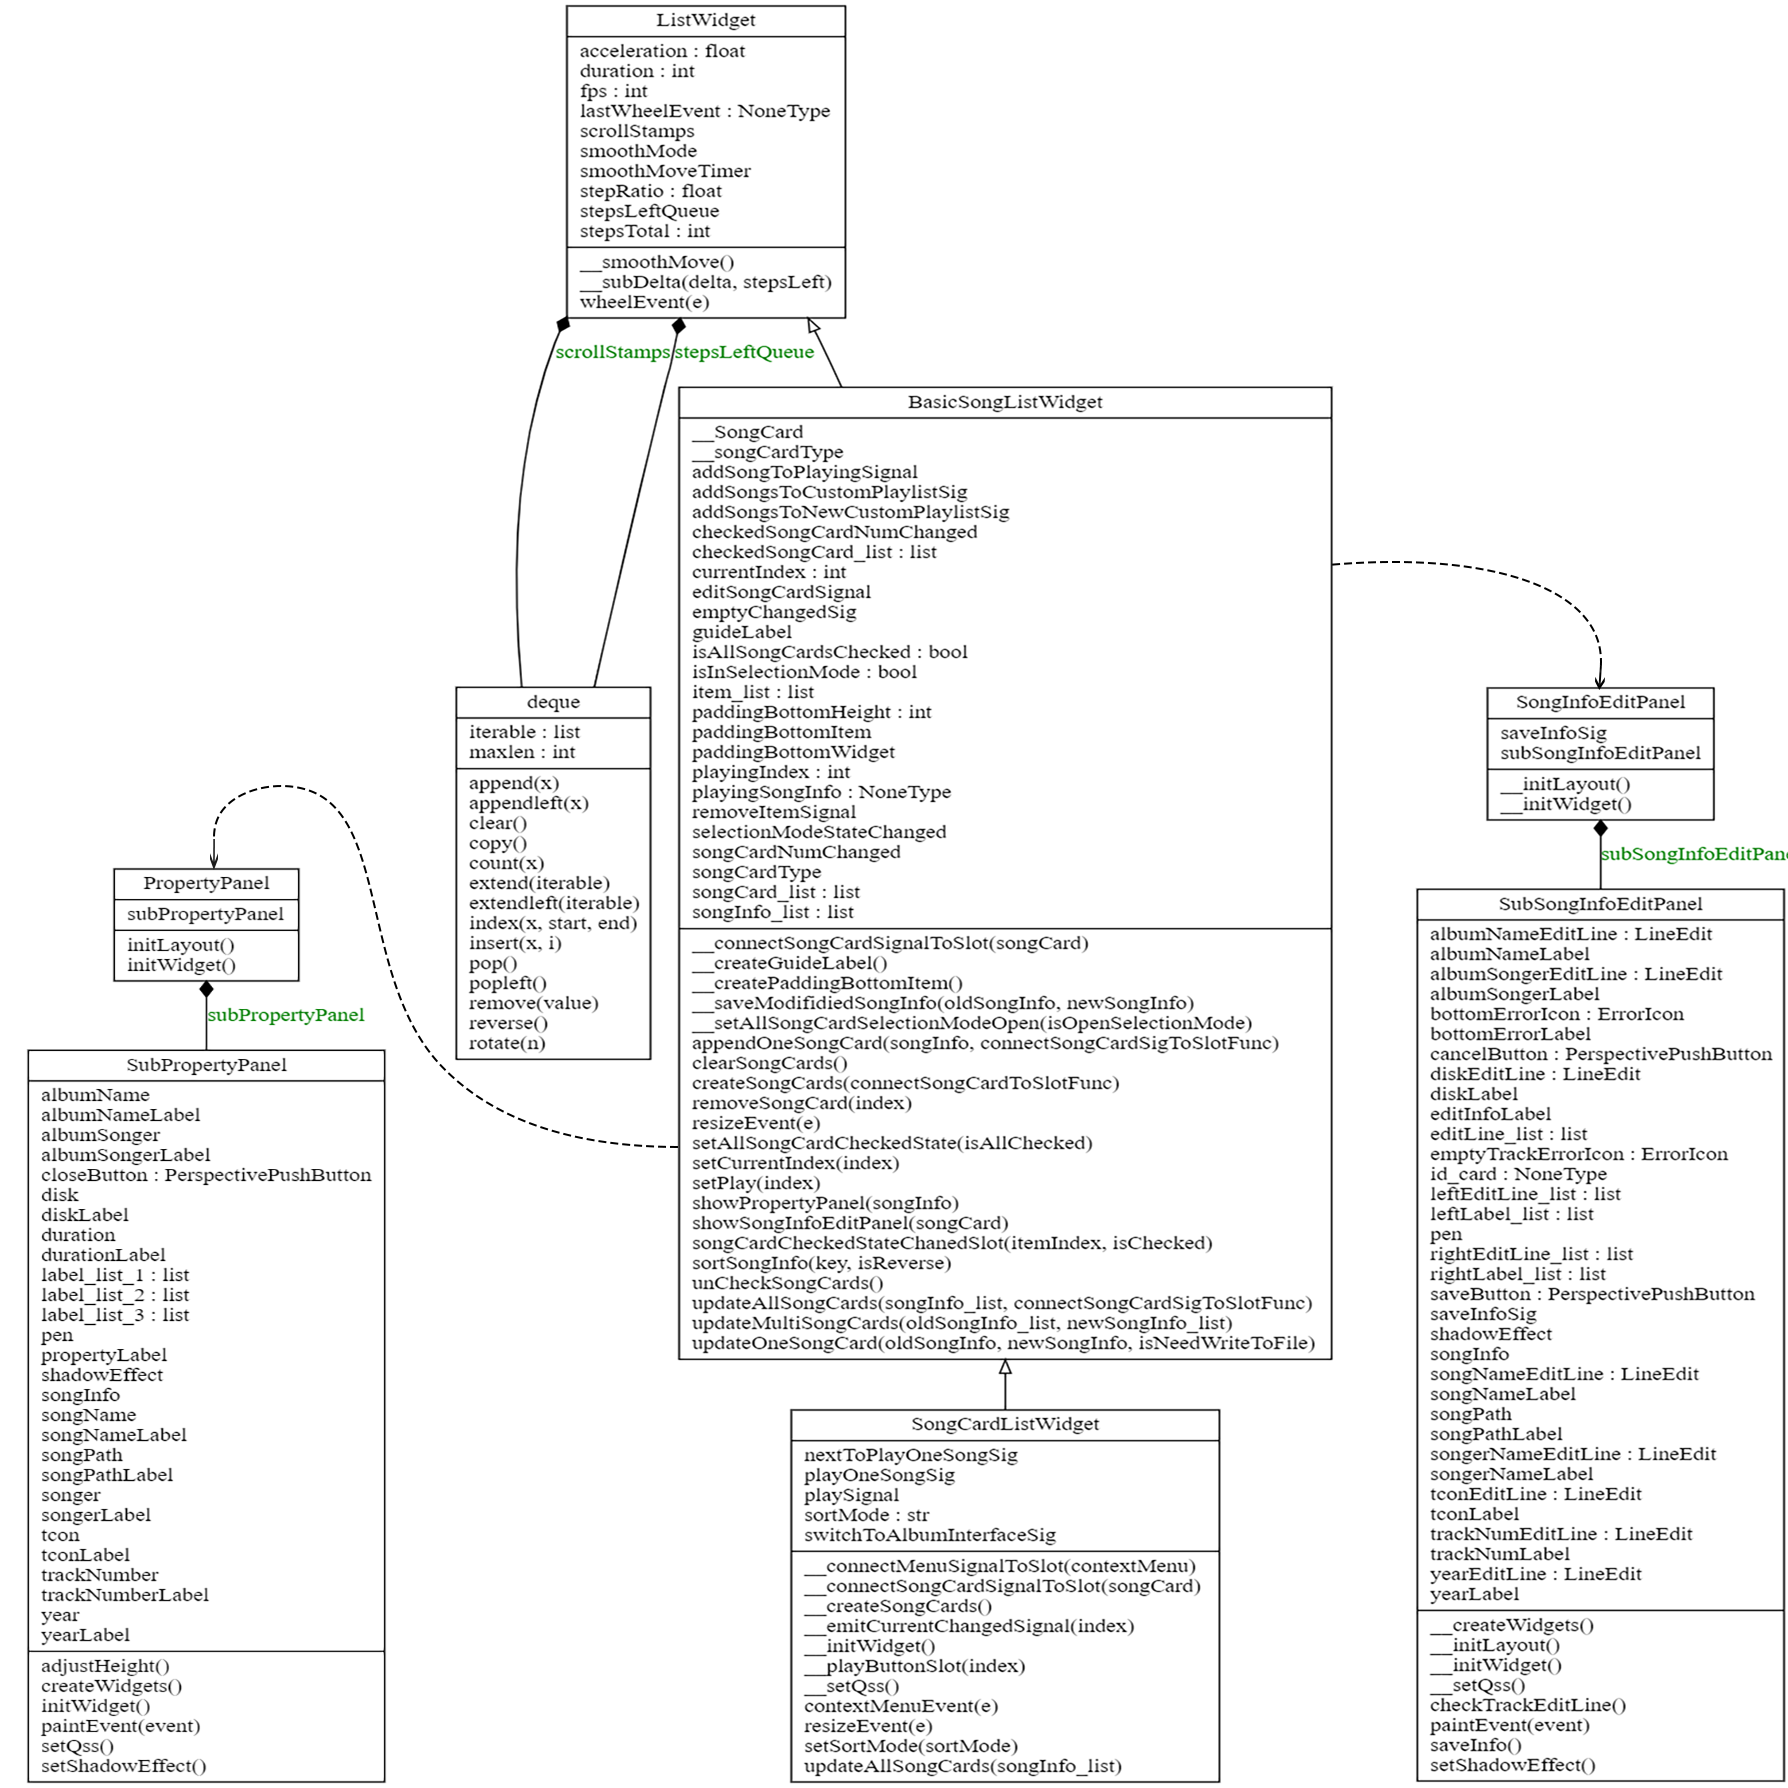 ListWidget
acceleration : float
duration : int
fps : int
lastWheelEvent : NoneType
scrollStamps
smoothMode
smoothMoveTimer
stepRatio : float
stepsLeftQueue
stepsTotal : int
__smoothMove()
__subDelta(delta, stepsLeft)
wheelEvent(e)
scrollStamps
stepsLeftQueue
BasicSongListWidget
__SongCard
__songCardType
addSongToPlayingSignal
addSongsToCustomPlaylistSig
addSongsToNewCustomPlaylistSig
checkedSongCardNumChanged
checkedSongCard_list : list
currentIndex : int
editSongCardSignal
emptyChangedSig
guideLabel
isAllSongCardsChecked : bool
isInSelectionMode : bool
item_list : list
paddingBottomHeight : int
paddingBottomItem
paddingBottomWidget
playingIndex : int
playingSongInfo : NoneType
removeItemSignal
selectionModeStateChanged
songCardNumChanged
songCardType
songCard_list : list
songInfo_list : list
__connectSongCardSignalToSlot(songCard)
__createGuideLabel()
__createPaddingBottomItem()
__saveModifidiedSongInfo(oldSongInfo, newSongInfo)
__setAllSongCardSelectionModeOpen(isOpenSelectionMode)
appendOneSongCard(songInfo, connectSongCardSigToSlotFunc)
clearSongCards()
createSongCards(connectSongCardToSlotFunc)
removeSongCard(index)
resizeEvent(e)
setAllSongCardCheckedState(isAllChecked)
setCurrentIndex(index)
setPlay(index)
showPropertyPanel(songInfo)
showSongInfoEditPanel(songCard)
songCardCheckedStateChanedSlot(itemIndex, isChecked)
sortSongInfo(key, isReverse)
unCheckSongCards()
updateAllSongCards(songInfo_list, connectSongCardSigToSlotFunc)
updateMultiSongCards(oldSongInfo_list, newSongInfo_list)
updateOneSongCard(oldSongInfo, newSongInfo, isNeedWriteToFile)
deque
iterable : list
maxlen : int
append(x)
appendleft(x)
clear()
copy()
count(x)
extend(iterable)
extendleft(iterable)
index(x, start, end)
insert(x, i)
pop()
popleft()
remove(value)
reverse()
rotate(n)
SongInfoEditPanel
saveInfoSig
subSongInfoEditPanel
__initLayout()
__initWidget()
subSongInfoEditPan
PropertyPanel
subPropertyPanel
initLayout()
initWidget()
subPropertyPanel
SubPropertyPanel
albumName
albumNameLabel
albumSonger
albumSongerLabel
closeButton : PerspectivePushButton
disk
diskLabel
duration
durationLabel
label_list_1 : list
label_list_2 : list
label_list_3 : list
pen
propertyLabel
shadowEffect
songInfo
songName
songNameLabel
songPath
songPathLabel
songer
songerLabel
tcon
tconLabel
trackNumber
trackNumberLabel
year
yearLabel
adjustHeight()
createWidgets()
initWidget()
paintEvent(event)
setQss()
setShadowEffect()
SongCardListWidget
nextToPlayOneSongSig
playOneSongSig
playSignal
sortMode : str
switchToAlbumInterfaceSig
__connectMenuSignalToSlot(contextMenu)
__connectSongCardSignalToSlot(songCard)
__createSongCards()
__emitCurrentChangedSignal(index)
__initWidget()
__playButtonSlot(index)
__setQss()
contextMenuEvent(e)
resizeEvent(e)
setSortMode(sortMode)
updateAllSongCards(songInfo_list)
SubSongInfoEditPanel
albumNameEditLine : LineEdit
albumNameLabel
albumSongerEditLine : LineEdit
albumSongerLabel
bottomErrorIcon : ErrorIcon
bottomErrorLabel
cancelButton : PerspectivePushButton
diskEditLine : LineEdit
diskLabel
editInfoLabel
editLine_list : list
emptyTrackErrorIcon : ErrorIcon
id_card : NoneType
leftEditLine_list : list
leftLabel_list : list
pen
rightEditLine_list : list
rightLabel_list : list
saveButton : PerspectivePushButton
saveInfoSig
shadowEffect
songInfo
songNameEditLine : LineEdit
songNameLabel
songPath
songPathLabel
songerNameEditLine : LineEdit
songerNameLabel
tconEditLine : LineEdit
tconLabel
trackNumEditLine : LineEdit
trackNumLabel
yearEditLine : LineEdit
yearLabel
__createWidgets()
__initLayout()
__initWidget()
__setQss()
checkTrackEditLine()
paintEvent(event)
saveInfo()
setShadowEffect()